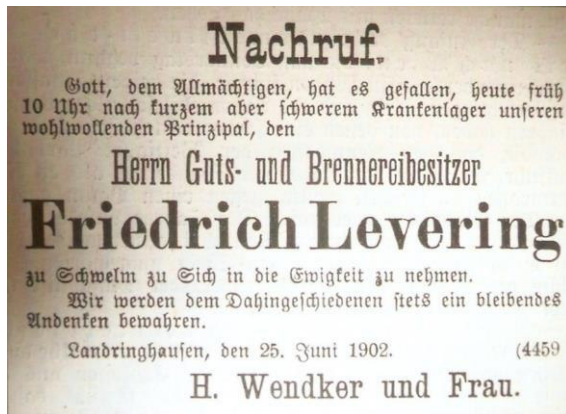 Nachruf.
Gott, dem Allmächtigen, hat es gefallen, heute früh
10 Uhr nach kurzem aber schwerem Krankenlager unseren
wohlwollenden Prinzipal, den
Herrn Guts- und Brennereibesitzer
Friedrich Levering
zu Schwelm zu Sich in die Ewigkeit zu nehmen.
Wir werden dem Dahingeschiedenen stets ein bleibendes
Andenken bewahren.
Landringhausen, den 25. Juni 1902. (4459
H. Wendker und Frau.